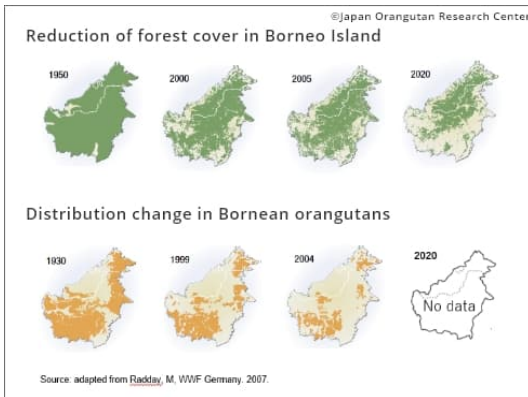 ©Japan Orangutan Research Center
Reduction of forest cover in Borneo Island
1950 2000 2005 2020
Distribution change in Bornean orangutans
1930 1999 2004 2020
No data
Source: adapted from Radday, M, WWF Germany. 2007.